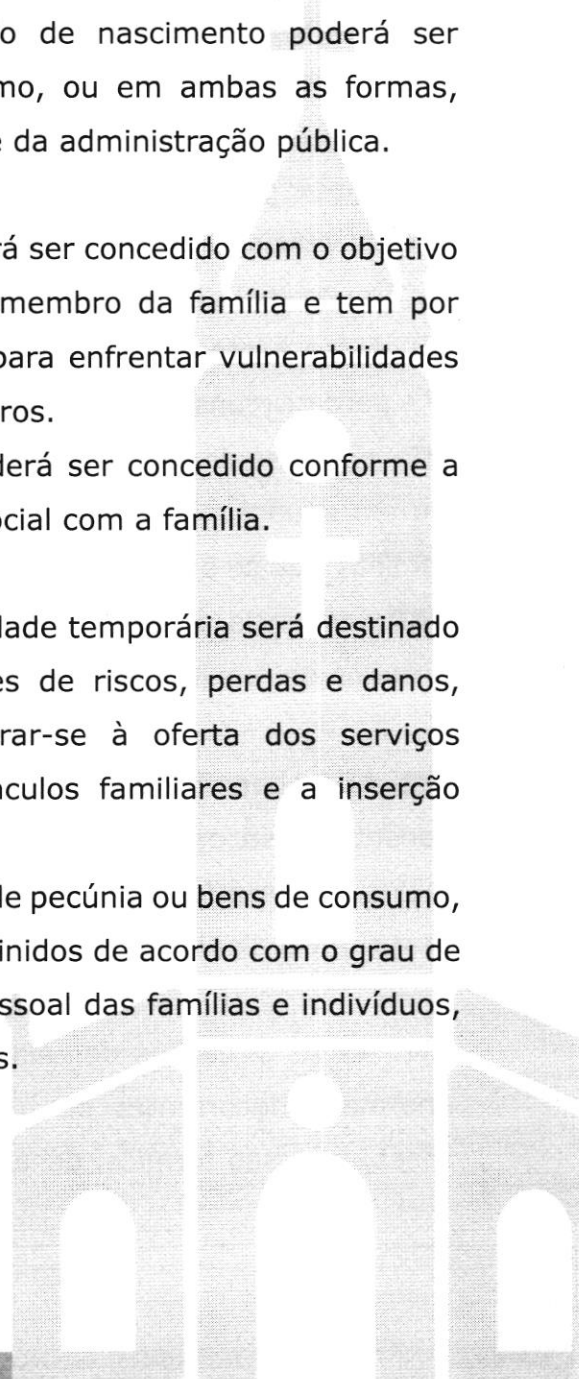 o de nascimento poderá ser
mo, ou em ambas as formas,
e da administração pública.
rá ser concedido com o objetivo
membro da família e tem por
para enfrentar vulnerabilidades
ros.
derá ser concedido conforme a
ocial com a família.
dade temporária será destinado
es de riscos, perdas e danos,
rar-se à oferta dos serviços
culos familiares e a inserção
de pecúnia ou bens de consumo,
inidos de acordo com o grau de
ssoal das famílias e indivíduos,
s.